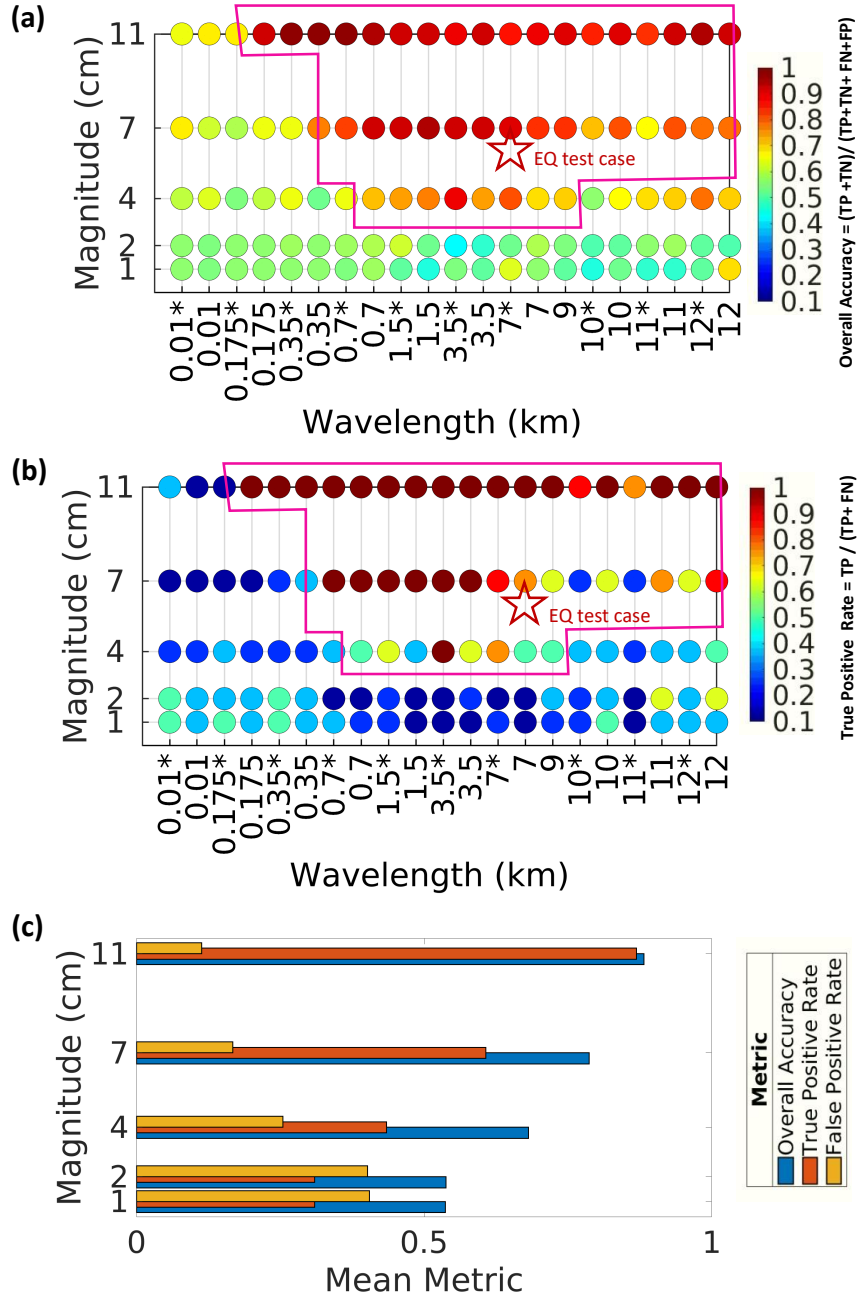 (a)
Magnitude (cm)
11
7
4
2
1
EQ test case
0.01* 0.01 0.175* 0.175 0.35* 0.35 0.7* 0.7 1.5* 1.5 3.5* 3.5 7* 7 9 10* 10 11* 11 12* 12
Wavelength (km)
1
0.9
0.8
0.7
0.6
0.5
0.4
0.3
0.2
0.1
Overall Accuracy = (TP +TN)/ (TP+TN+ FN+FP)
(b)
Magnitude (cm)
11
7
4
2
1
EQ test case
0.01* 0.01 0.175* 0.175 0.35* 0.35 0.7* 0.7 1.5* 1.5 3.5* 3.5 7* 7 9 10* 10 11* 11 12* 12
Wavelength (km)
1
0.9
0.8
0.7
0.6
0.5
0.4
0.3
0.2
0.1
True Positive Rate = TP / (TP+ FN)
(c)
Magnitude (cm)
11
7
4
2
1
0 0.5 1
Mean Metric
Metric
Overall Accuracy
True Positive Rate
False Positive Rate